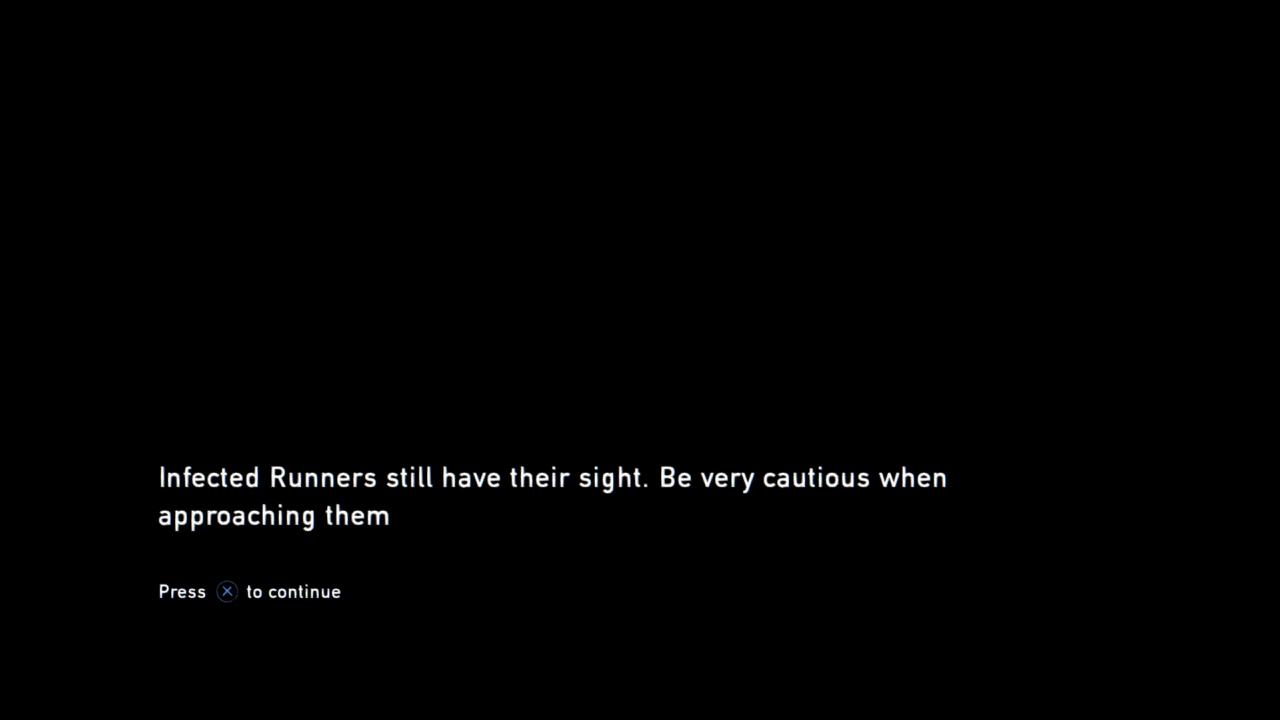 Infected Runners still have their sight. Be very cautious when
approaching them
Press ⓧ to continue